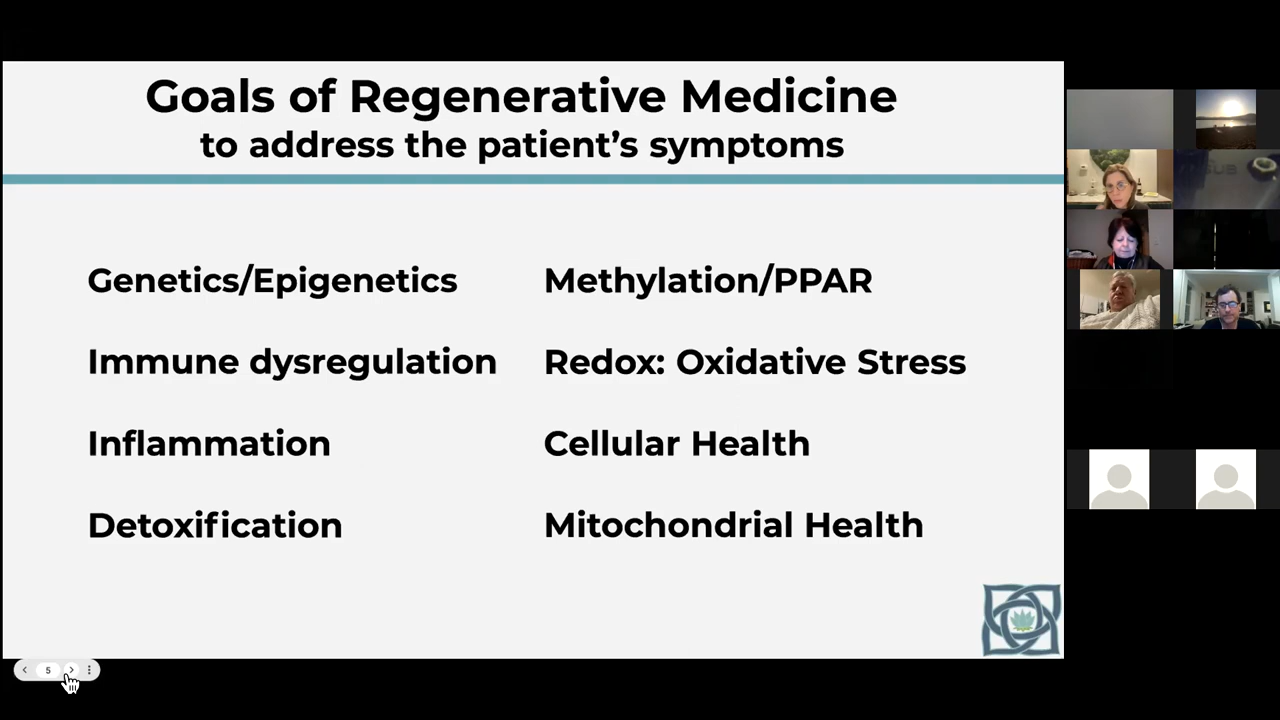 Goals of Regenerative Medicine
to address the patient’s symptoms
Genetics/Epigenetics
Methylation/PPAR
Immune dysregulation
Redox: Oxidative Stress
Inflammation
Cellular Health
Detoxification
Mitochondrial Health
5